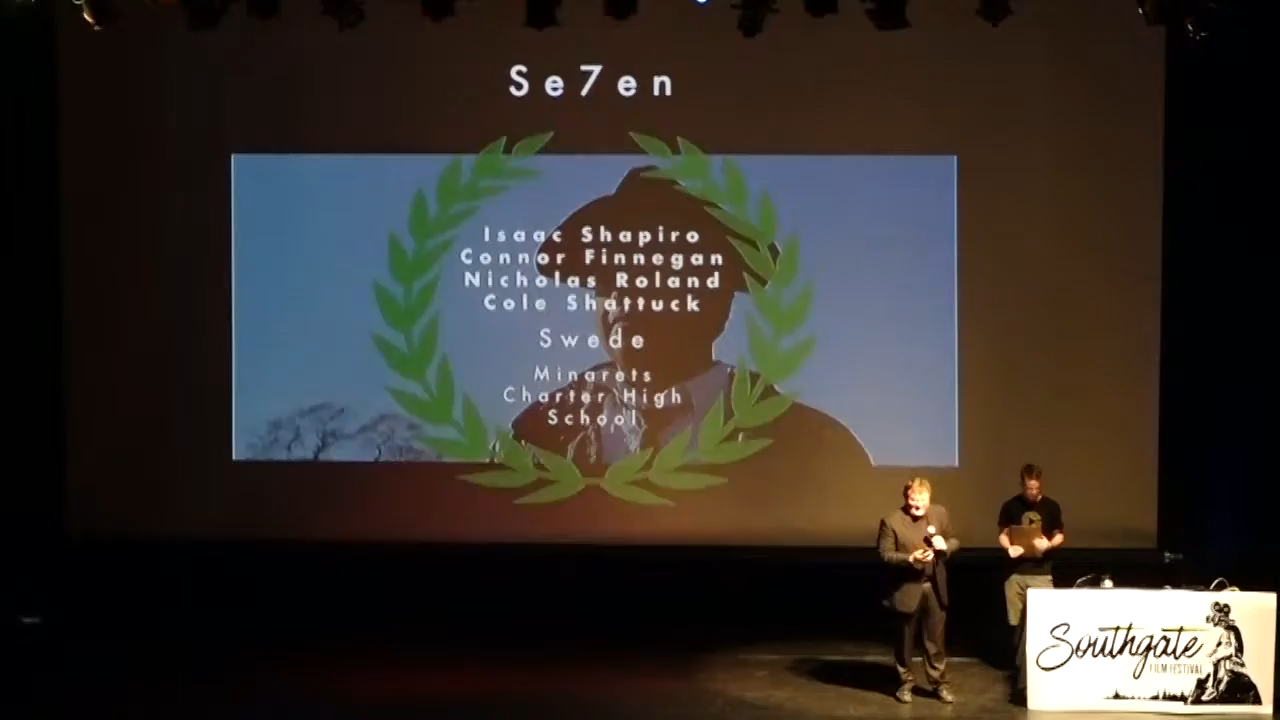 Se7en
Isaac Shapiro
Connor Finnegan
Nicholas Roland
Cole Shattuck
Swede
Minarets
Charter High
School
Southgate
FILM FESTIVAL